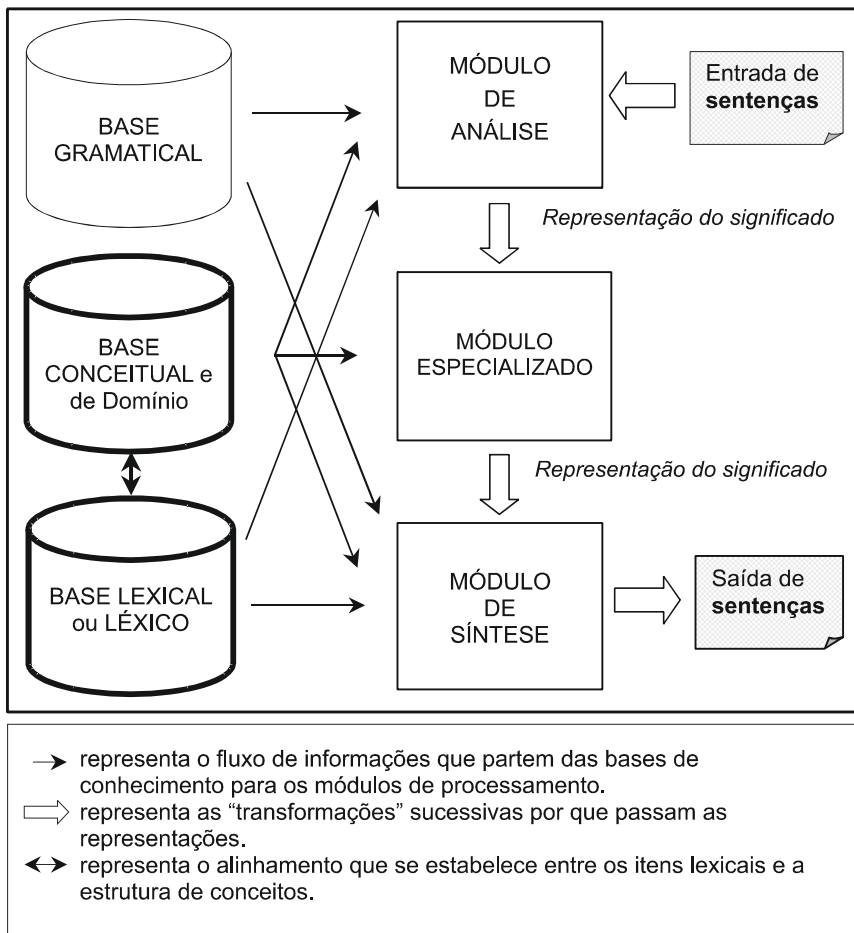 BASE
GRAMATICAL
MÓDULO
DE
ANÁLISE
Entrada de
sentenças
Representação do significado
BASE
CONCEITUAL e
de Domínio
MÓDULO
ESPECIALIZADO
Representação do significado
BASE LEXICAL
ou LÉXICO
MÓDULO
DE
SÍNTESE
Saída de
sentenças
representa o fluxo de informações que partem das bases de
conhecimento para os módulos de processamento.
representa as “transformações” sucessivas por que passam as
representações.
representa o alinhamento que se estabelece entre os itens lexicais e a
estrutura de conceitos.